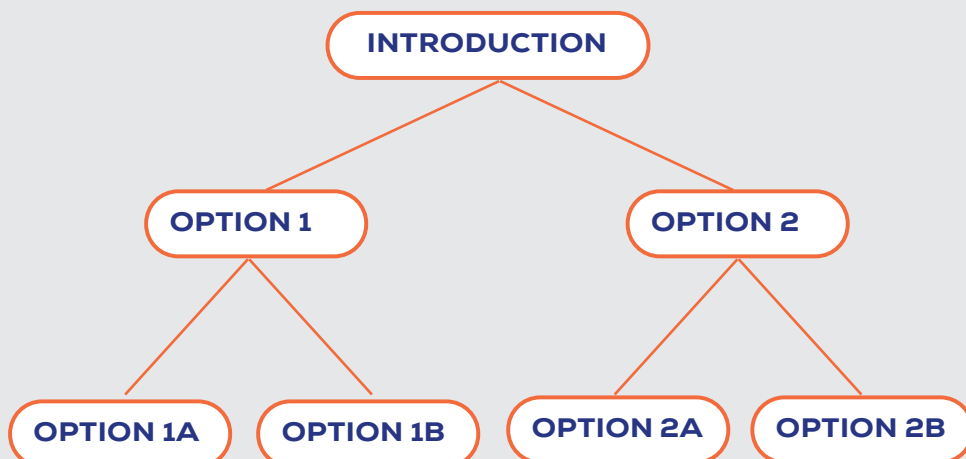 INTRODUCTION
OPTION 1
OPTION 2
OPTION 1A
OPTION 1B
OPTION 2A
OPTION 2B